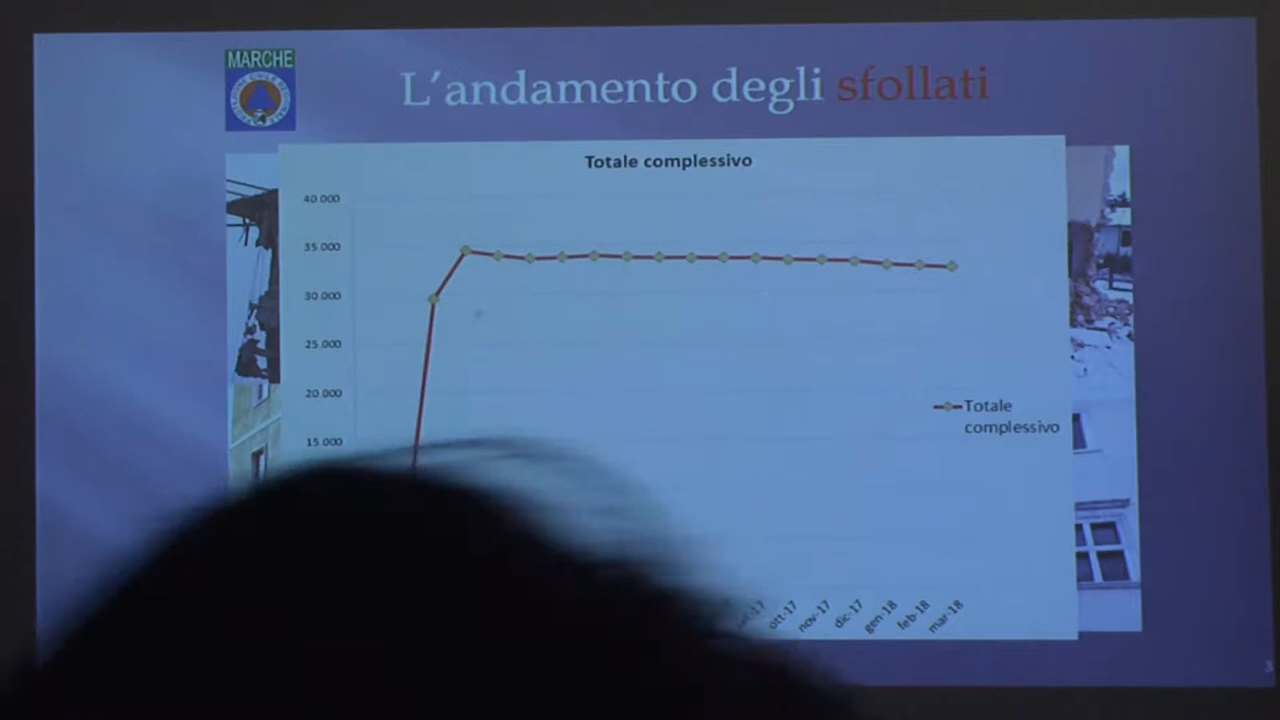 MARCHE
L'andamento degli sfollati
Totale complessivo
40 000
35 000
30 000
25 000
20 000
15 000
Totale
complessivo
ott-17
nov-17
dic-17
gen-18
feb-18
mar-18